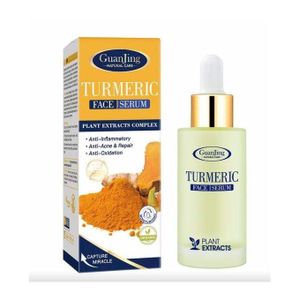 GuanJing
NATURAL CARE
TURMERIC
FACE SERUM
PLANT EXTRACTS COMPLEX
•Anti-Inflammatory
•Anti-Acne & Repair
•Anti-Oxidation
CAPTURE
MIRACLE
GuanJing
TURMERIC
FACE SERUM
PLANT
EXTRACTS